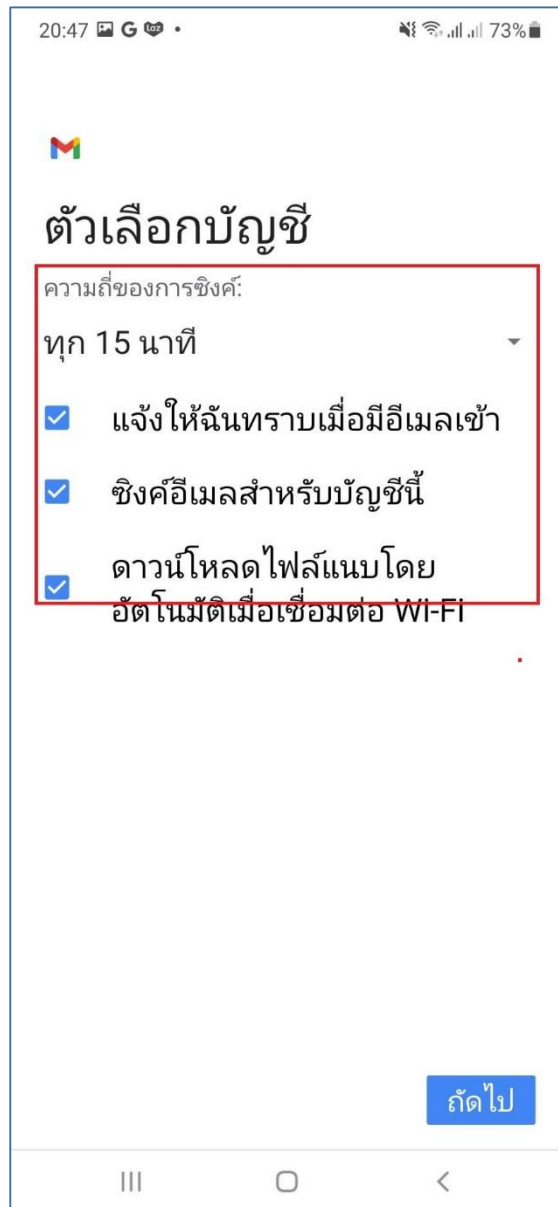 20:47 G Laz • 73%
ตัวเลือกบัญชี
ความถี่ของการซิงค์:
ทุก 15 นาที
แจ้งให้ฉันทราบเมื่อมีอีเมลเข้า
ซิงค์อีเมลสำหรับบัญชีนี้
ดาวน์โหลดไฟล์แนบโดย
อัตโนมัติเมื่อเชื่อมต่อ Wi-Fi
ถัดไป